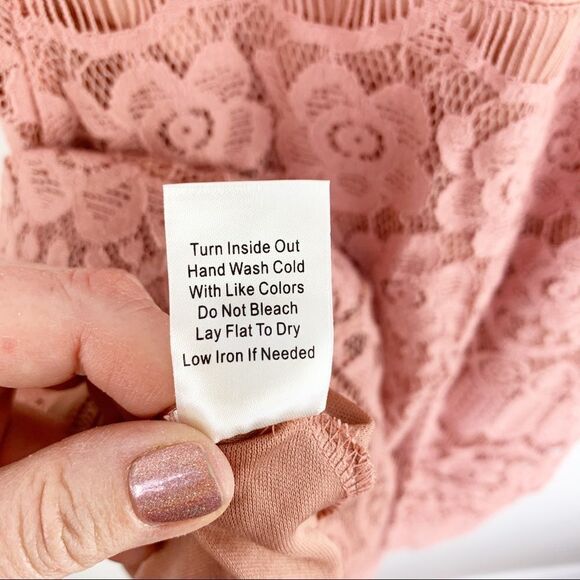 Turn Inside Out
Hand Wash Cold
With Like Colors
Do Not Bleach
Lay Flat To Dry
Low Iron If Needed